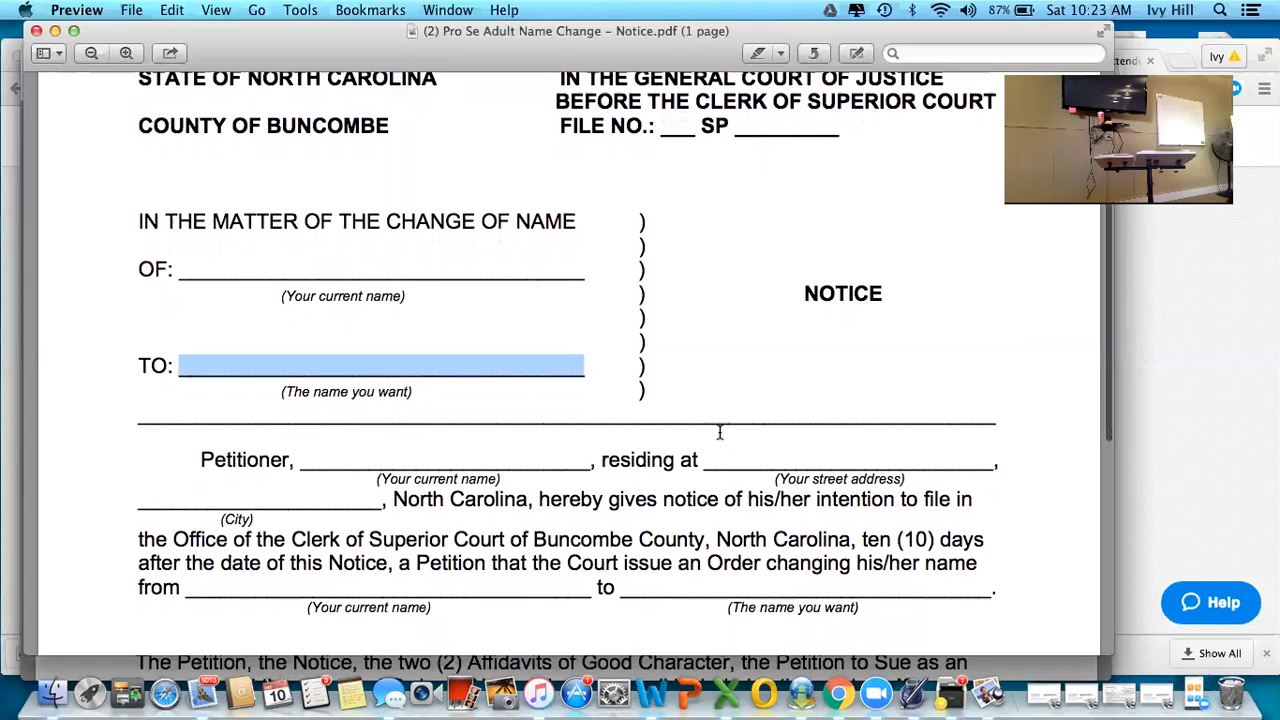 Preview File Edit View Go Tools Bookmarks Window Help 87% Sat 10:23 AM Ivy Hill
(2) Pro Se Adult Name Change – Notice.pdf (1 page)
Ivy
STATE OF NORTH CAROLINA IN THE GENERAL COURT OF JUSTICE
BEFORE THE CLERK OF SUPERIOR COURT
COUNTY OF BUNCOMBE FILE NO.: ___ SP _________
IN THE MATTER OF THE CHANGE OF NAME )
)
OF: __________________________________ )
(Your current name) )
NOTICE
)
)
TO: __________________________________ )
(The name you want) )
Petitioner, ________________________, residing at ________________________,
(Your current name) (Your street address)
____________________, North Carolina, hereby gives notice of his/her intention to file in
(City)
the Office of the Clerk of Superior Court of Buncombe County, North Carolina, ten (10) days
after the date of this Notice, a Petition that the Court issue an Order changing his/her name
from __________________________________ to _______________________________.
(Your current name) (The name you want)
The Petition, the Notice, the two (2) Affidavits of Good Character, the Petition to Sue as an
Help
Show All